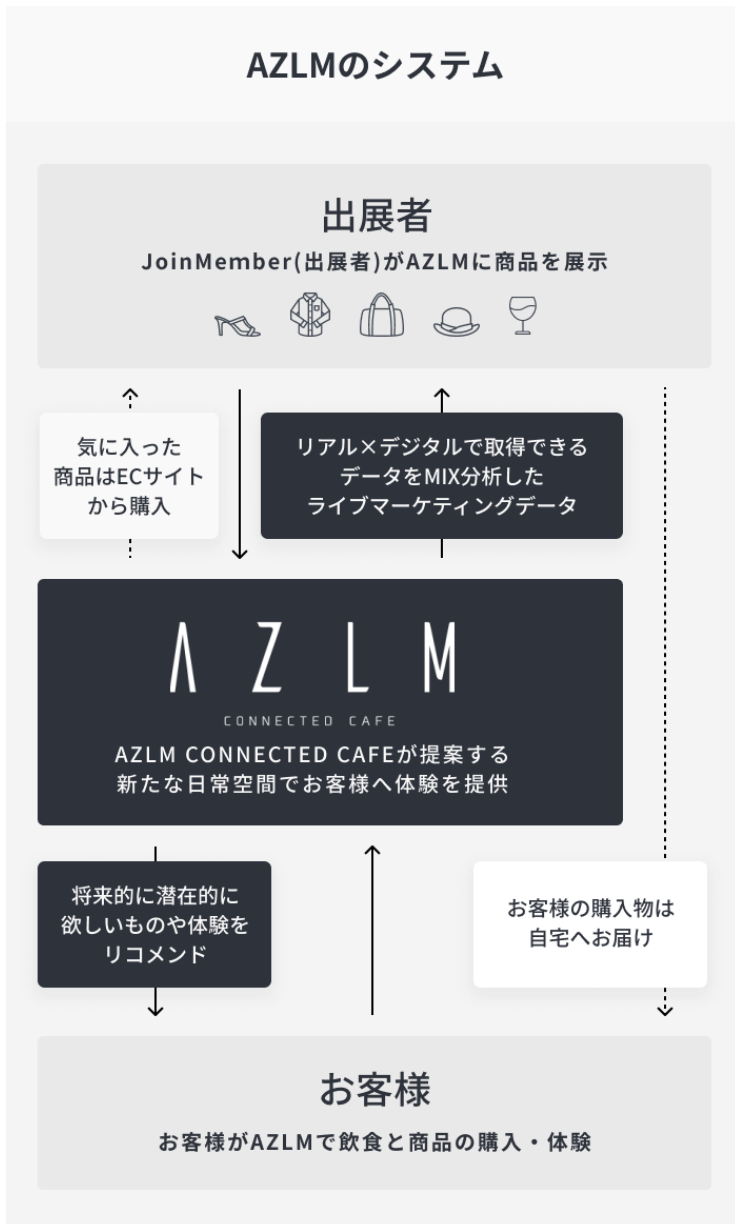 AZLMのシステム
出展者
JoinMember(出展者)がAZLMに商品を展示
気に入った
商品はECサイト
から購入
リアル×デジタルで取得できる
データをMIX分析した
ライブマーケティングデータ
AZLM
CONNECTED CAFE
AZLM CONNECTED CAFEが提案する
新たな日常空間でお客様へ体験を提供
将来的に潜在的に
欲しいものや体験を
リコメンド
お客様の購入物は
自宅へお届け
お客様
お客様がAZLMで飲食と商品の購入・体験